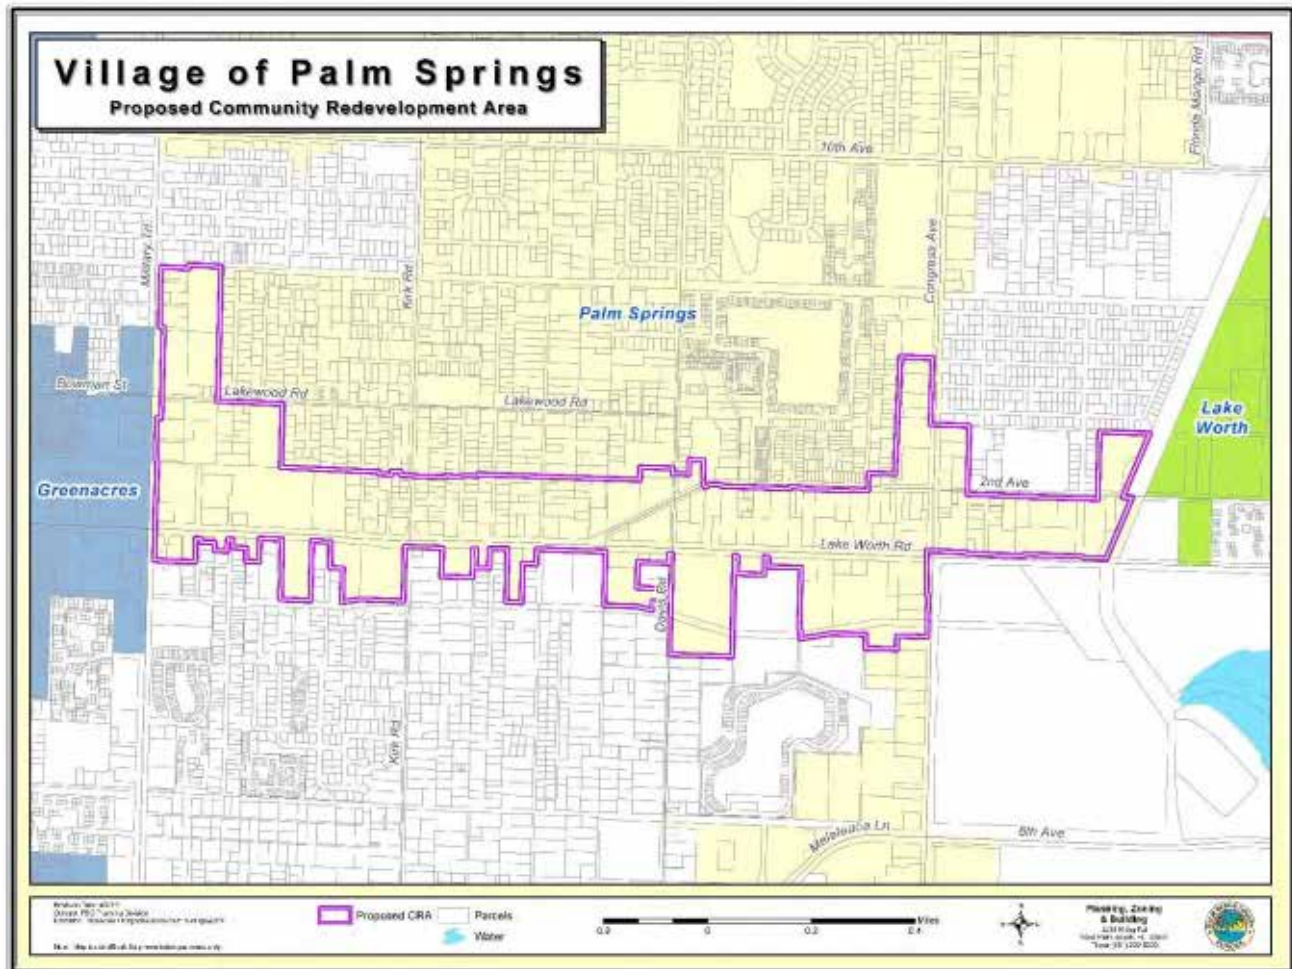 Village of Palm Springs
Proposed Community Redevelopment Area
Florida Mango Rd
10th Ave
Military Trl
Kirk Rd
Congress Ave
Palm Springs
Bowman St
Lakewood Rd
Lakewood Rd
Lake
Worth
Greenacres
2nd Ave
Lake Worth Rd
Davis Rd
Kirk Rd
Melaleuca Ln
6th Ave
Proposed CRA
Parcels
Water
Miles
0
0.2
0.4
Planning, Zoning
& Building